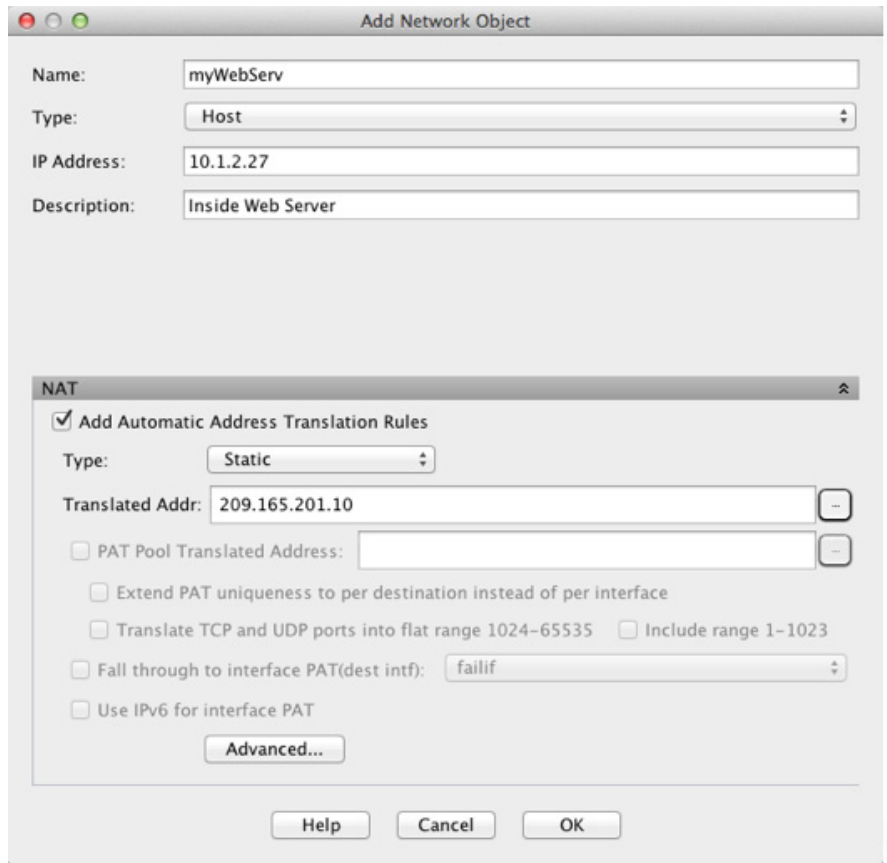 Add Network Object
Name: myWebServ
Type: Host
IP Address: 10.1.2.27
Description: Inside Web Server
NAT
Add Automatic Address Translation Rules
Type: Static
Translated Addr: 209.165.201.10 ...
PAT Pool Translated Address: ...
Extend PAT uniqueness to per destination instead of per interface
Translate TCP and UDP ports into flat range 1024-65535 Include range 1-1023
Fall through to interface PAT(dest intf): failif
Use IPv6 for interface PAT
Advanced...
Help Cancel OK